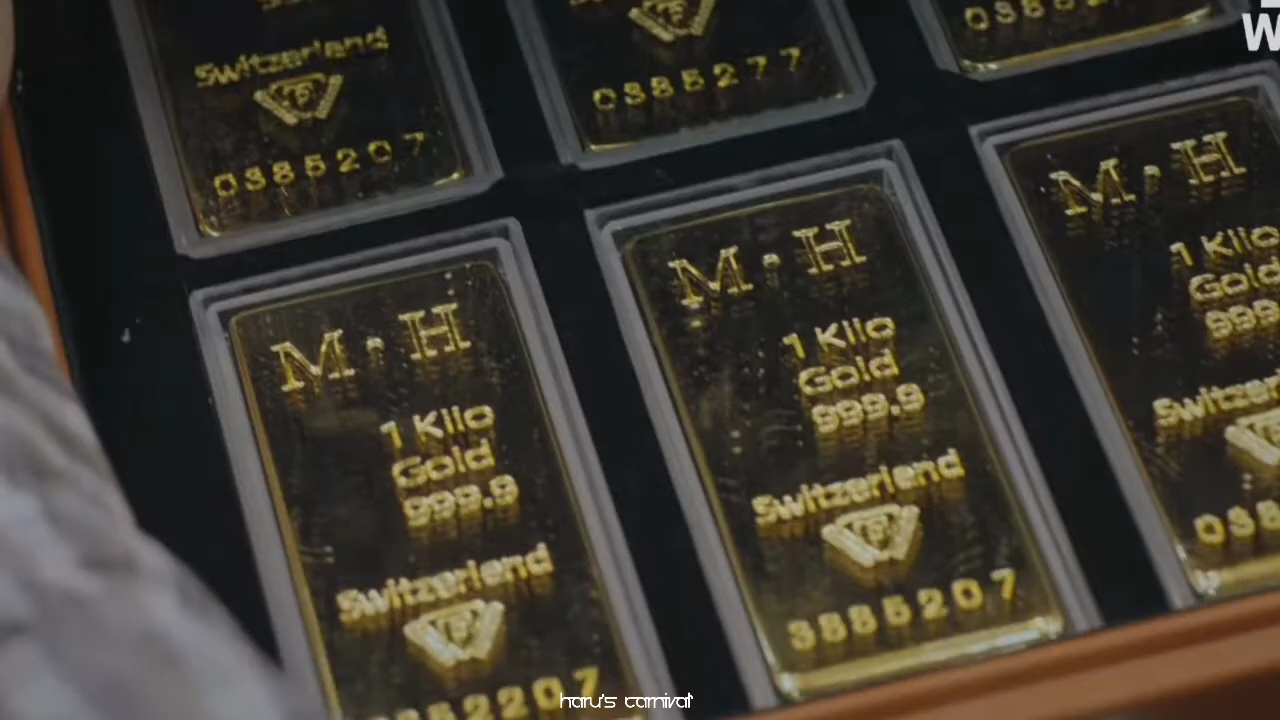 Switzerland
0385207
0385277
W
M·H
1 Kilo
Gold
999.9
Switzerland
M·H
1 Kilo
Gold
999.9
Switzerland
3885207
M·H
1 Kilo
Gold
999
haru's carnival